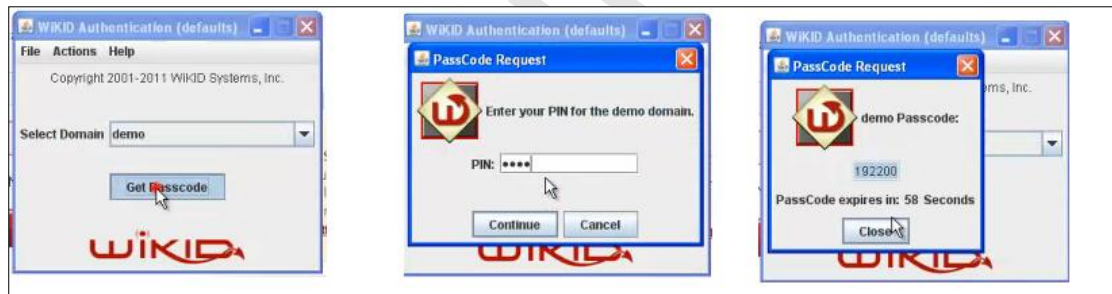 WiKID Authentication (defaults)
File Actions Help
Copyright 2001-2011 WiKID Systems, Inc.
Select Domain demo
Get Passcode
WiKID
WiKID Authentication (defaults)
PassCode Request
Enter your PIN for the demo domain.
PIN: ••••
Continue Cancel
WiKID Authentication (defaults)
PassCode Request
ems, Inc.
demo Passcode:
192200
PassCode expires in: 58 Seconds
Close